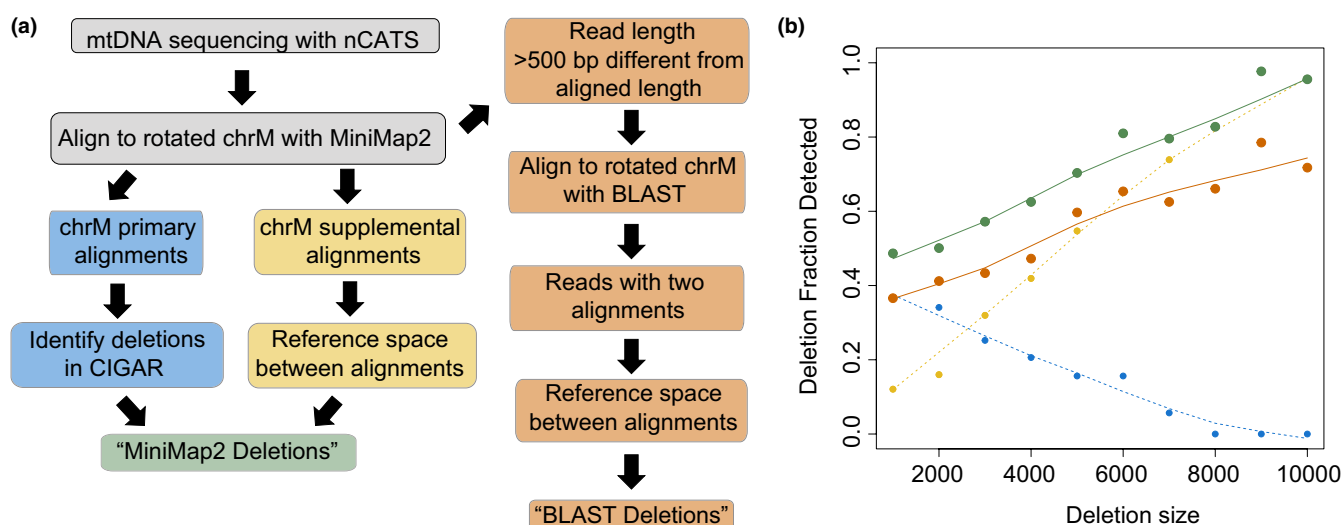 (a)
mtDNA sequencing with nCATS
Align to rotated chrM with MiniMap2
chrM primary
alignments
chrM supplemental
alignments
Identify deletions
in CIGAR
Reference space
between alignments
“MiniMap2 Deletions”
Read length
>500 bp different from
aligned length
Align to rotated chrM
with BLAST
Reads with two
alignments
Reference space
between alignments
“BLAST Deletions”
(b)
Deletion Fraction Detected
1.0
0.8
0.6
0.4
0.2
0.0
2000 4000 6000 8000 10000
Deletion size